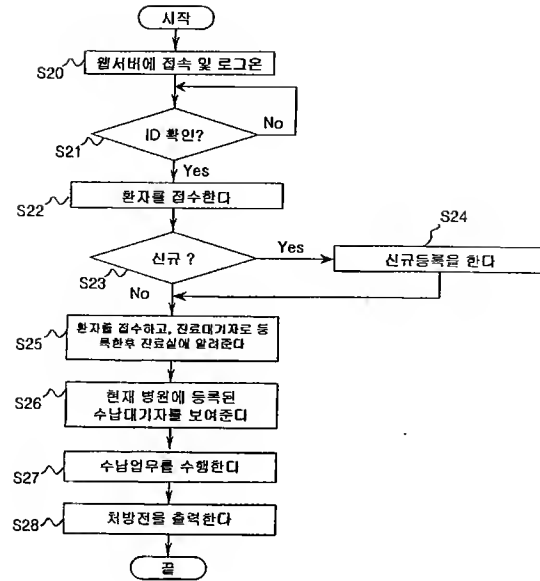 시작
S20
웹서버에 접속 및 로그온
No
ID 확인?
S21
Yes
S22
환자를 접수한다
S24
신규 ?
Yes
신규등록을 한다
S23
No
S25
환자를 접수하고, 진료대기자로 등
록한후 진료실에 알려준다
S26
현재 병원에 등록된
수납대기자를 보여준다
S27
수납업무를 수행한다
S28
처방전을 출력한다
끝